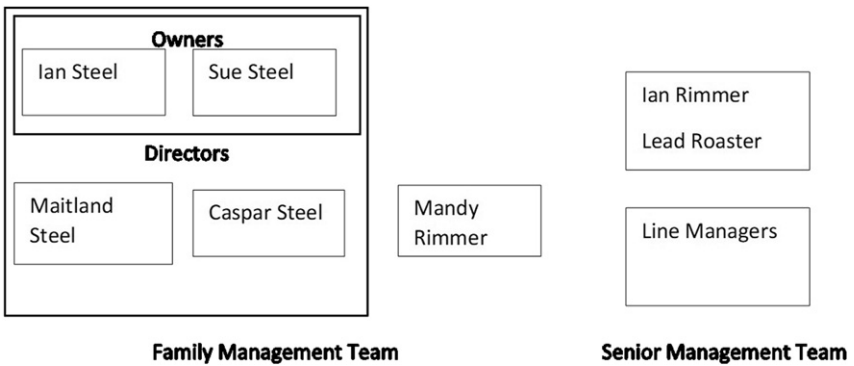 Owners
Ian Steel
Sue Steel
Directors
Maitland
Steel
Caspar Steel
Mandy
Rimmer
Family Management Team
Ian Rimmer
Lead Roaster
Line Managers
Senior Management Team